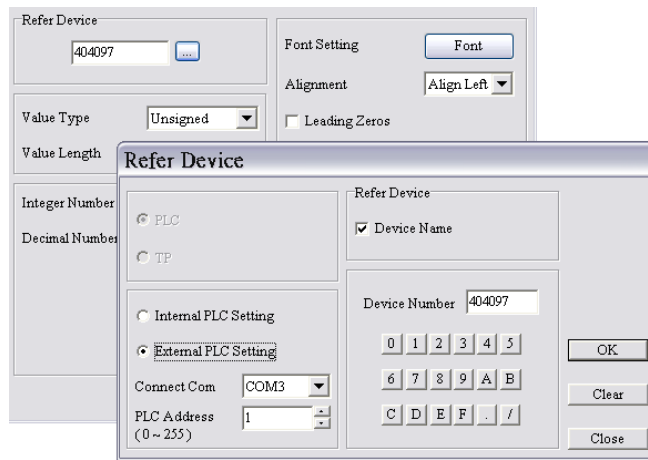 Refer Device
404097
...
Font Setting
Font
Alignment
Align Left
Value Type
Unsigned
Leading Zeros
Value Length
Integer Number
Decimal Number
Refer Device
PLC
TP
Refer Device
Device Name
Internal PLC Setting
External PLC Setting
Connect Com
COM3
PLC Address
(0 ~ 255)
1
Device Number
404097
0 1 2 3 4 5
6 7 8 9 A B
C D E F . /
OK
Clear
Close